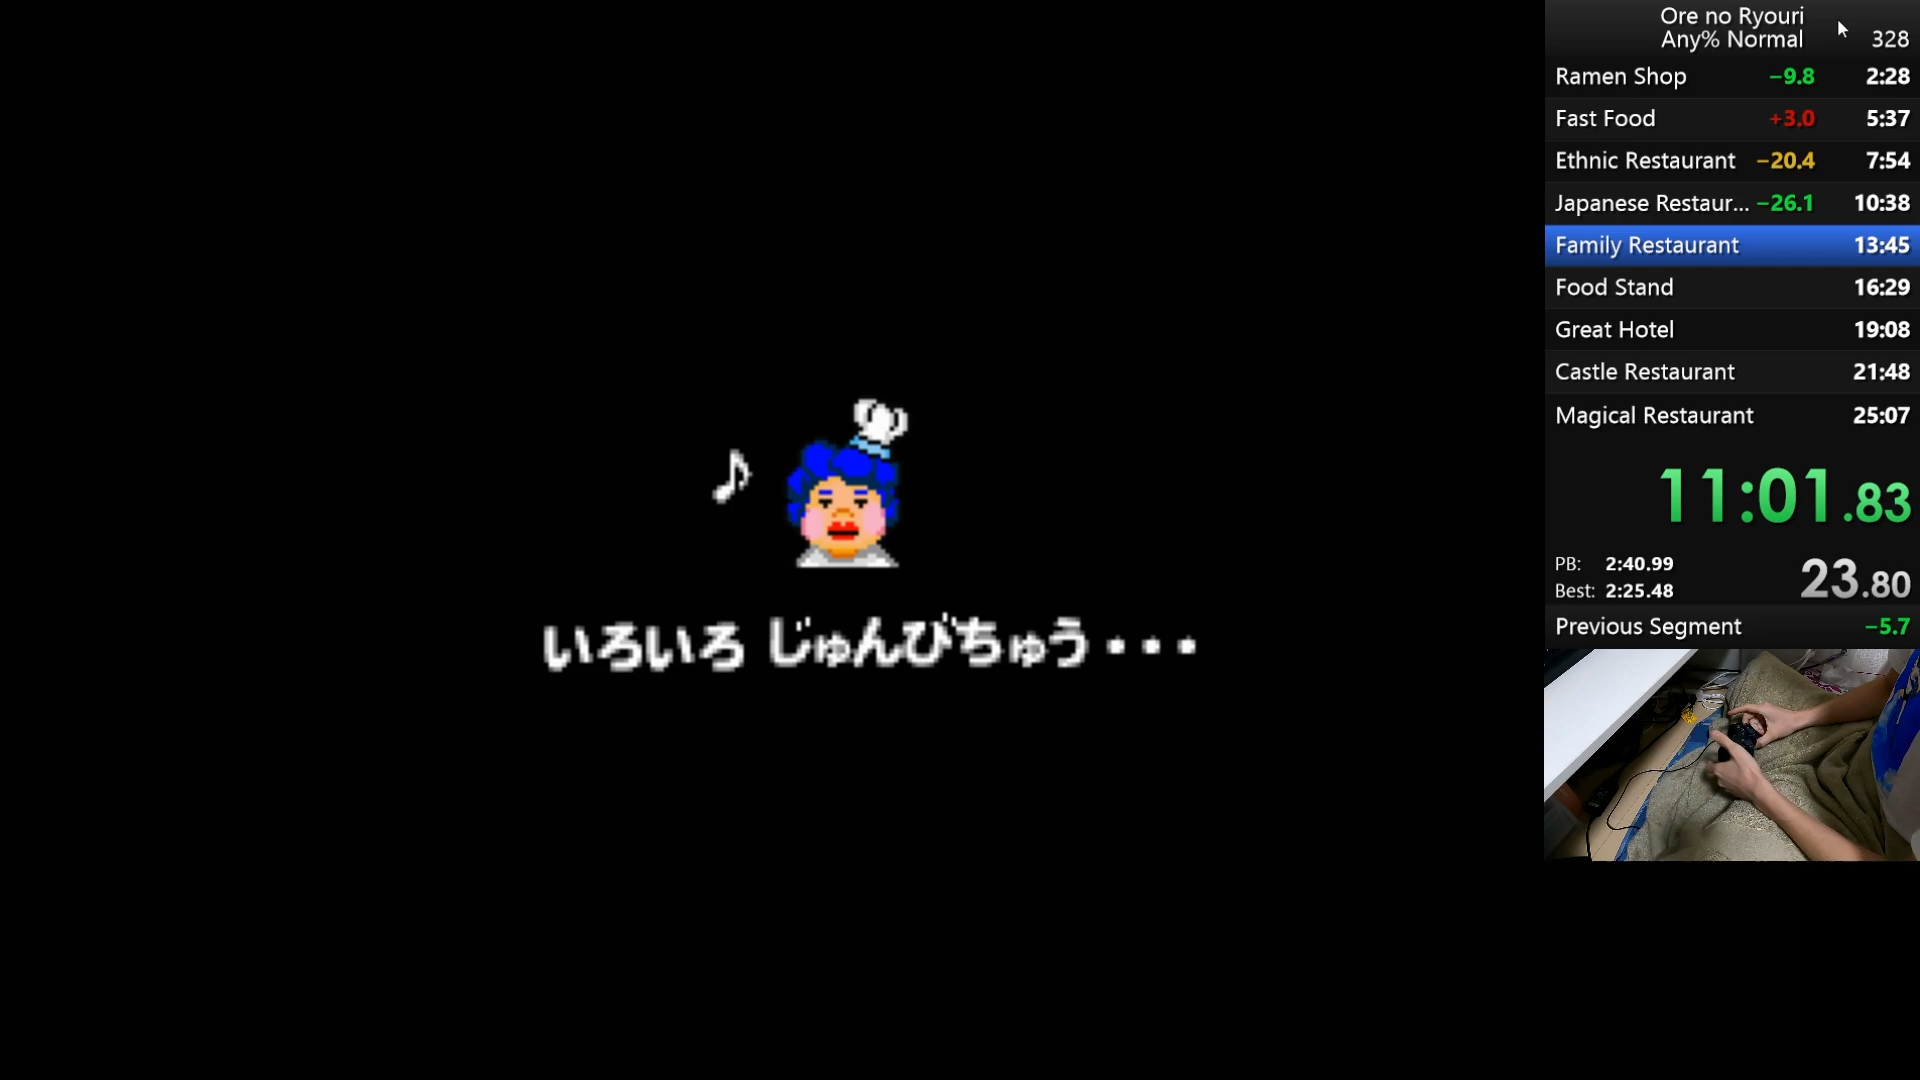 Ore no Ryouri
Any% Normal 328
Ramen Shop −9.8 2:28
Fast Food +3.0 5:37
Ethnic Restaurant −20.4 7:54
Japanese Restaur... −26.1 10:38
Family Restaurant 13:45
Food Stand 16:29
Great Hotel 19:08
Castle Restaurant 21:48
Magical Restaurant 25:07
11:01.83
PB: 2:40.99
Best: 2:25.48
23.80
Previous Segment −5.7
いろいろ じゅんびちゅう・・・